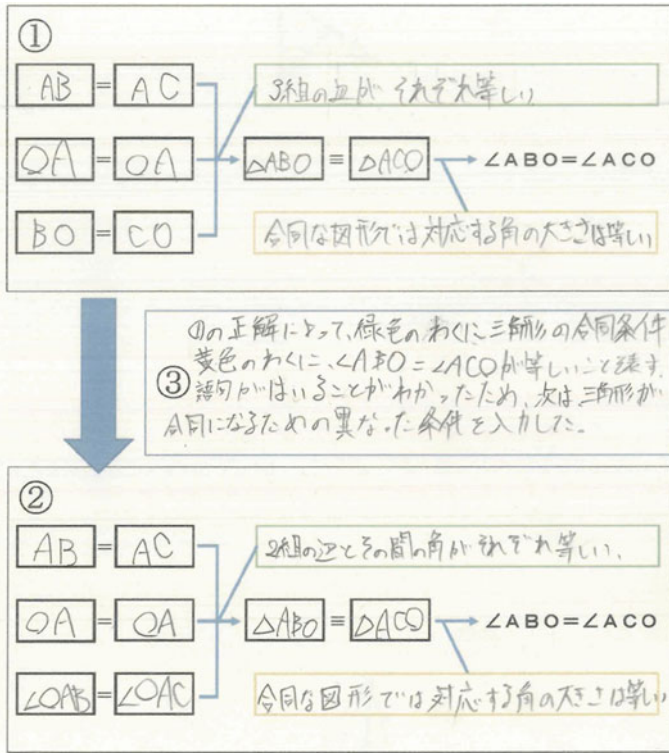 ①
AB = AC
3組の辺が それぞれ等しい
OA = OA
△ABO ≡ △ACO
∠ABO=∠ACO
BO = CO
合同な図形では対応する角の大きさは等しい
①の正解によって、緑色のわくに三角形の合同条件
黄色のわくに、∠ABO=∠ACOが等しいこと示す
③ 語句がはいることがわかったため、次は三角形が
合同になるための異なった条件を入力した。
②
AB = AC
2組の辺とその間の角がそれぞれ等しい、
OA = OA
△ABO ≡ △ACO
∠ABO=∠ACO
∠OAB = ∠OAC
合同な図形では対応する角の大きさは等しい